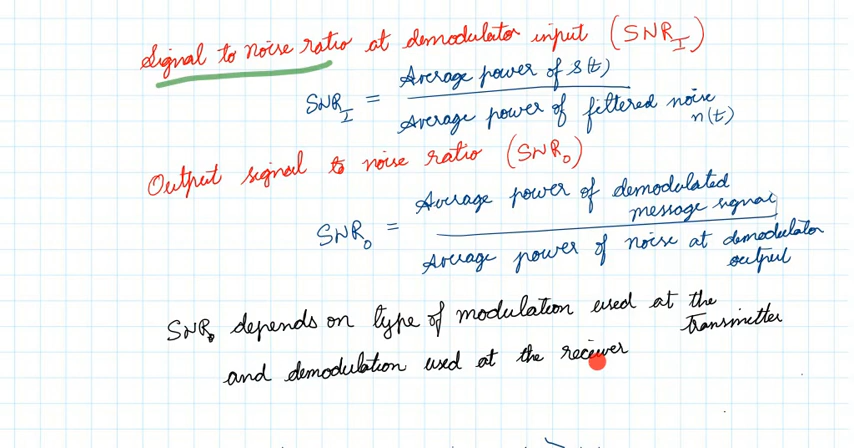 Signal to noise ratio at demodulator input (SNR_I)
SNR_I = Average power of s(t) / Average power of filtered noise n(t)
Output signal to noise ratio (SNR_O)
SNR_O = Average power of demodulated message signal / Average power of noise at demodulator output
SNR_O depends on type of modulation used at the transmitter
and demodulation used at the receiver